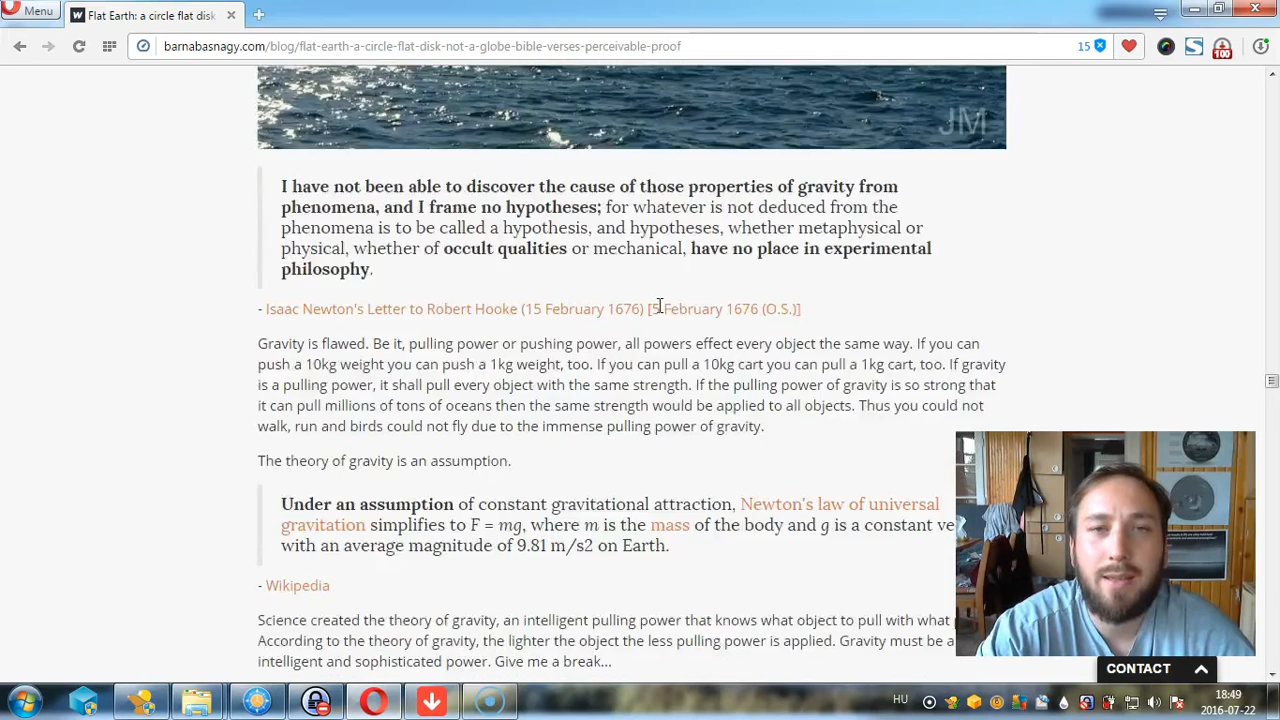 Menu
Flat Earth: a circle flat disk
barnabasnagy.com/blog/flat-earth-a-circle-flat-disk-not-a-globe-bible-verses-perceivable-proof
15
100
JM
I have not been able to discover the cause of those properties of gravity from
phenomena, and I frame no hypotheses; for whatever is not deduced from the
phenomena is to be called a hypothesis, and hypotheses, whether metaphysical or
physical, whether of occult qualities or mechanical, have no place in experimental
philosophy.
- Isaac Newton's Letter to Robert Hooke (15 February 1676) [5 February 1676 (O.S.)]
Gravity is flawed. Be it, pulling power or pushing power, all powers effect every object the same way. If you can
push a 10kg weight you can push a 1kg weight, too. If you can pull a 10kg cart you can pull a 1kg cart, too. If gravity
is a pulling power, it shall pull every object with the same strength. If the pulling power of gravity is so strong that
it can pull millions of tons of oceans then the same strength would be applied to all objects. Thus you could not
walk, run and birds could not fly due to the immense pulling power of gravity.
The theory of gravity is an assumption.
Under an assumption of constant gravitational attraction, Newton's law of universal
gravitation simplifies to F = mg, where m is the mass of the body and g is a constant ve
with an average magnitude of 9.81 m/s2 on Earth.
- Wikipedia
Science created the theory of gravity, an intelligent pulling power that knows what object to pull with what
According to the theory of gravity, the lighter the object the less pulling power is applied. Gravity must be a
intelligent and sophisticated power. Give me a break...
CONTACT
HU
18:49
2016-07-22